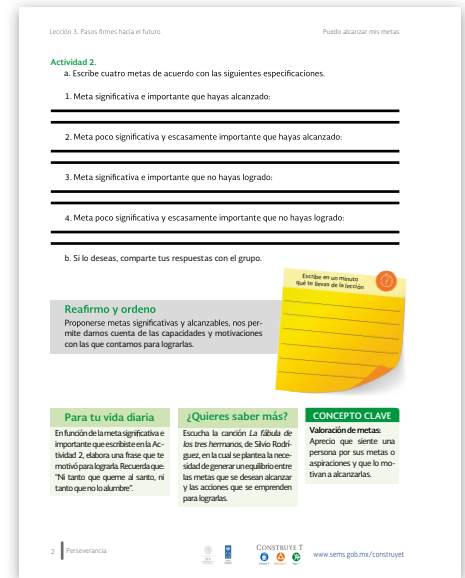 Lección 3. Pasos firmes hacia el futuro
Puedo alcanzar mis metas
Actividad 2.
a. Escribe cuatro metas de acuerdo con las siguientes especificaciones.
1. Meta significativa e importante que hayas alcanzado:
2. Meta poco significativa y escasamente importante que hayas alcanzado:
3. Meta significativa e importante que no hayas logrado:
4. Meta poco significativa y escasamente importante que no hayas logrado:
b. Si lo deseas, comparte tus respuestas con el grupo.
Escribe en un minuto
qué te llevas de la lección
Reafirmo y ordeno
Proponerse metas significativas y alcanzables, nos per-
mite darnos cuenta de las capacidades y motivaciones
con las que contamos para lograrlas.
Para tu vida diaria
En función de la meta significativa e
importante que escribiste en la Ac-
tividad 2, elabora una frase que te
motivó para lograrla. Recuerda que:
"Ni tanto que queme al santo, ni
tanto que no lo alumbre".
¿Quieres saber más?
Escucha la canción La fábula de
los tres hermanos, de Silvio Rodrí-
guez, en la cual se plantea la nece-
sidad de generar un equilibrio entre
las metas que se desean alcanzar
y las acciones que se emprenden
para lograrlas.
CONCEPTO CLAVE
Valoración de metas:
Aprecio que siente una
persona por sus metas o
aspiraciones y que lo mo-
tivan a alcanzarlas.
2
Perseverancia
CONSTRUYE T
www.sems.gob.mx/construyet